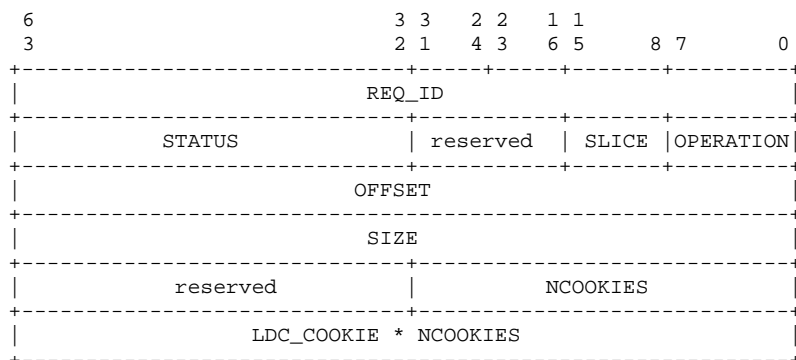 6 3 3 2 2 1 1
3 2 1 4 3 6 5 8 7 0
+------------------------------+-----+-----+-------+---------+
| REQ_ID |
+------------------------------+-----------+-------+---------+
| STATUS | reserved | SLICE |OPERATION|
+------------------------------+-----------+-------+---------+
| OFFSET |
+------------------------------------------------------------+
| SIZE |
+------------------------------+-----------------------------+
| reserved | NCOOKIES |
+------------------------------+-----------------------------+
| LDC_COOKIE * NCOOKIES |
+------------------------------------------------------------+